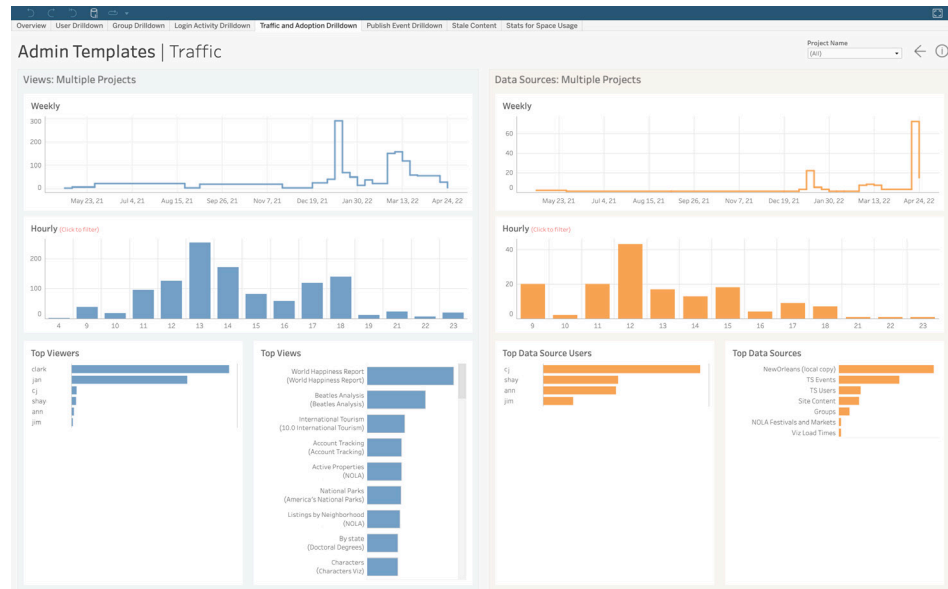 Overview User Drilldown Group Drilldown Login Activity Drilldown Traffic and Adoption Drilldown Publish Event Drilldown Stale Content Stats for Space Usage
Admin Templates | Traffic
Project Name
(All)
Views: Multiple Projects
Weekly
300
200
100
0
May 23, 21 Jul 4, 21 Aug 15, 21 Sep 26, 21 Nov 7, 21 Dec 19, 21 Jan 30, 22 Mar 13, 22 Apr 24, 22
Hourly (Click to filter)
200
100
0
4 9 10 11 12 13 14 15 16 17 18 19 21 22 23
Top Viewers
clark
jan
cj
shay
ann
jim
Top Views
World Happiness Report
(World Happiness Report)
Beatles Analysis
(Beatles Analysis)
International Tourism
(10.0 International Tourism)
Account Tracking
(Account Tracking)
Active Properties
(NOLA)
National Parks
(America's National Parks)
Listings by Neighborhood
(NOLA)
By state
(Doctoral Degrees)
Characters
(Characters Viz)
Data Sources: Multiple Projects
Weekly
60
40
20
0
May 23, 21 Jul 4, 21 Aug 15, 21 Sep 26, 21 Nov 7, 21 Dec 19, 21 Jan 30, 22 Mar 13, 22 Apr 24, 22
Hourly (Click to filter)
40
20
0
9 10 11 12 13 14 15 16 17 18 21 22 23
Top Data Source Users
cj
shay
ann
jim
Top Data Sources
NewOrleans (local copy)
TS Events
TS Users
Site Content
Groups
NOLA Festivals and Markets
Viz Load Times